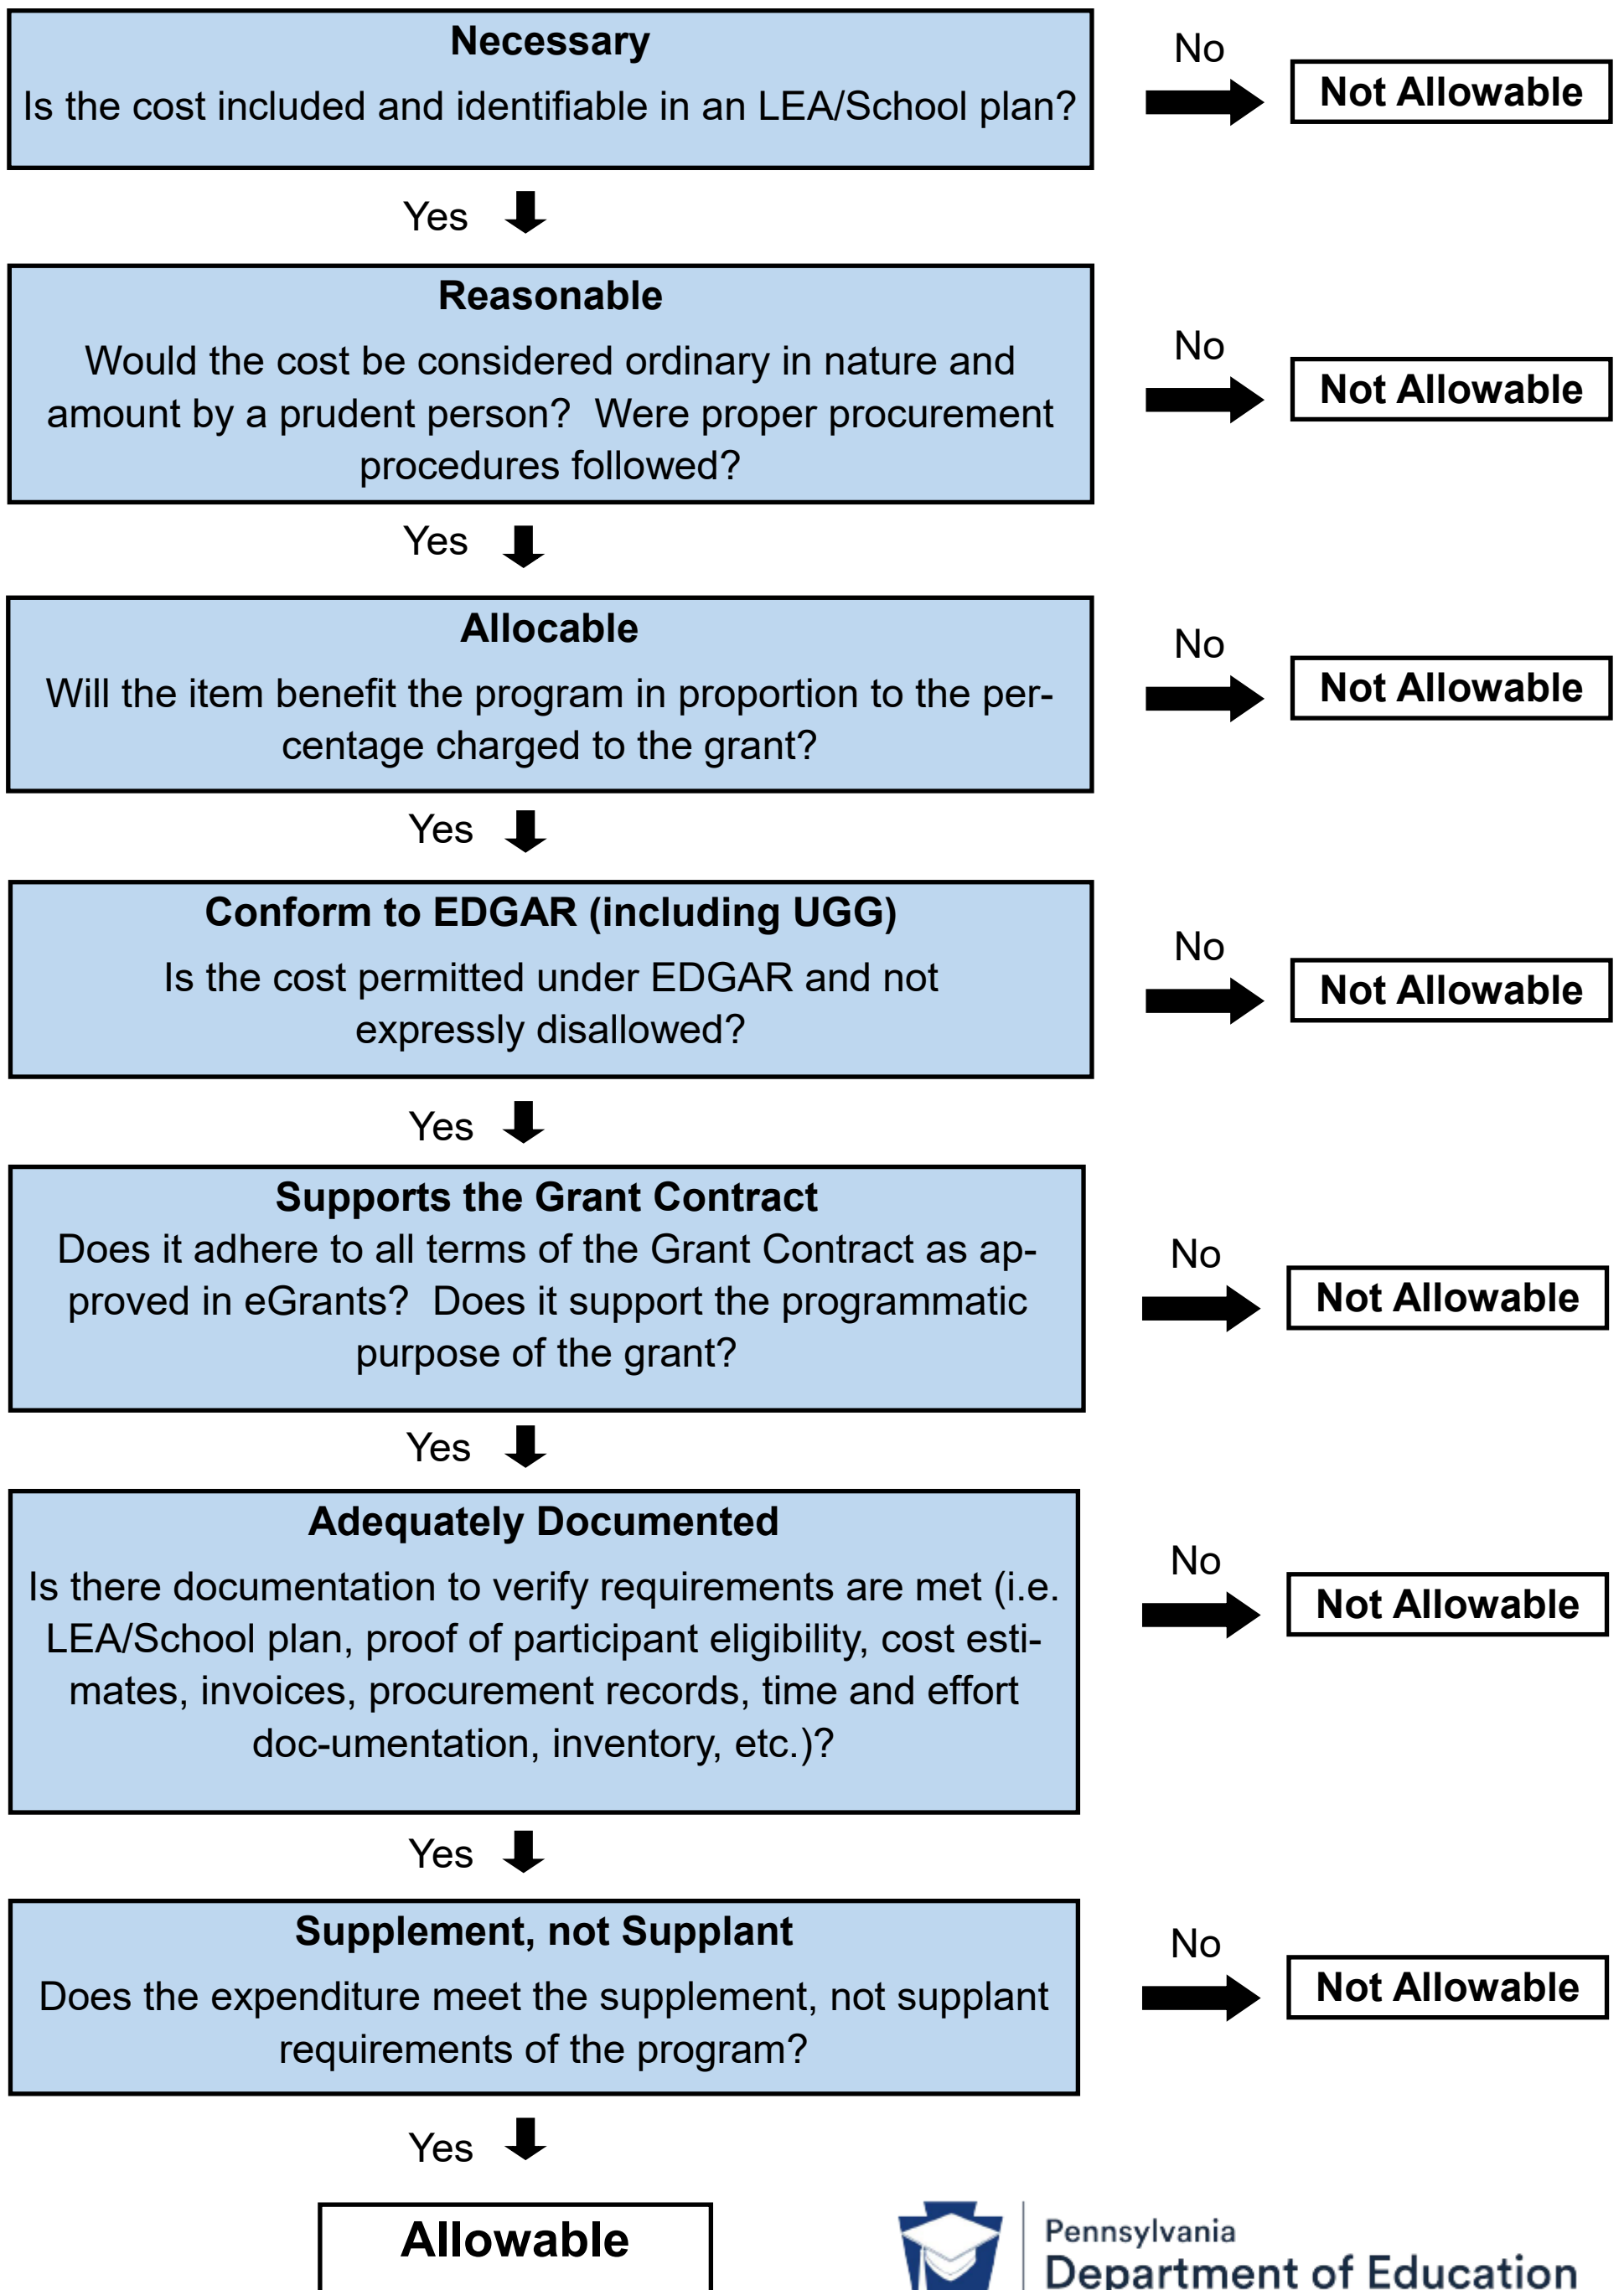 Necessary
Is the cost included and identifiable in an LEA/School plan?
No
Not Allowable
Yes
Reasonable
Would the cost be considered ordinary in nature and
amount by a prudent person?  Were proper procurement
procedures followed?
No
Not Allowable
Yes
Allocable
Will the item benefit the program in proportion to the per-
centage charged to the grant?
No
Not Allowable
Yes
Conform to EDGAR (including UGG)
Is the cost permitted under EDGAR and not
expressly disallowed?
No
Not Allowable
Yes
Supports the Grant Contract
Does it adhere to all terms of the Grant Contract as ap-
proved in eGrants?  Does it support the programmatic
purpose of the grant?
No
Not Allowable
Yes
Adequately Documented
Is there documentation to verify requirements are met (i.e.
LEA/School plan, proof of participant eligibility, cost esti-
mates, invoices, procurement records, time and effort
doc-umentation, inventory, etc.)?
No
Not Allowable
Yes
Supplement, not Supplant
Does the expenditure meet the supplement, not supplant
requirements of the program?
No
Not Allowable
Yes
Allowable
Pennsylvania
Department of Education